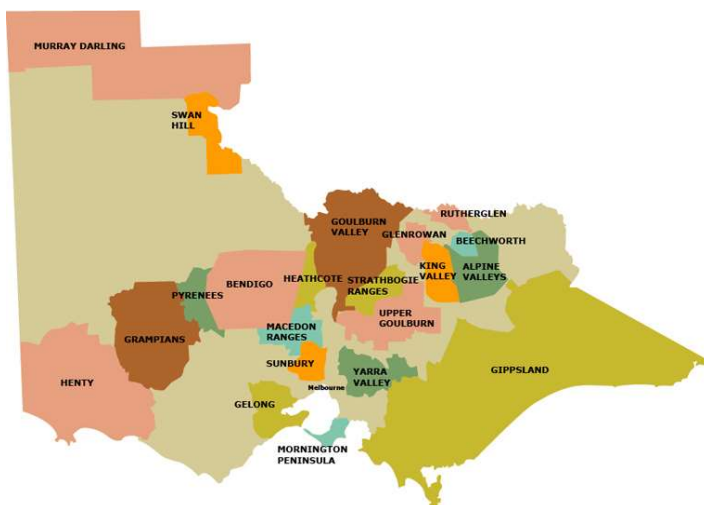 MURRAY DARLING
SWAN
HILL
RUTHERGLEN
GOULBURN
VALLEY
GLENROWAN
BEECHWORTH
KING
VALLEY
ALPINE
VALLEYS
HEATHCOTE
STRATHBOGIE
RANGES
BENDIGO
PYRENEES
UPPER
GOULBURN
MACEDON
RANGES
GRAMPIANS
SUNBURY
YARRA
VALLEY
GIPPSLAND
HENTY
Melbourne
GELONG
MORNINGTON
PENINSULA